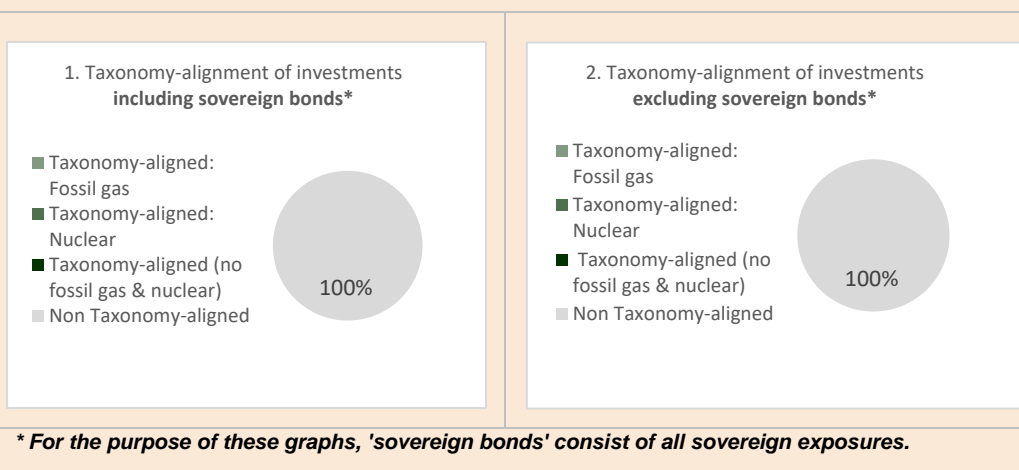 1. Taxonomy-alignment of investments
including sovereign bonds*
Taxonomy-aligned:
Fossil gas
Taxonomy-aligned:
Nuclear
Taxonomy-aligned (no
fossil gas & nuclear)
Non Taxonomy-aligned
100%
2. Taxonomy-alignment of investments
excluding sovereign bonds*
Taxonomy-aligned:
Fossil gas
Taxonomy-aligned:
Nuclear
Taxonomy-aligned (no
fossil gas & nuclear)
Non Taxonomy-aligned
100%
* For the purpose of these graphs, 'sovereign bonds' consist of all sovereign exposures.